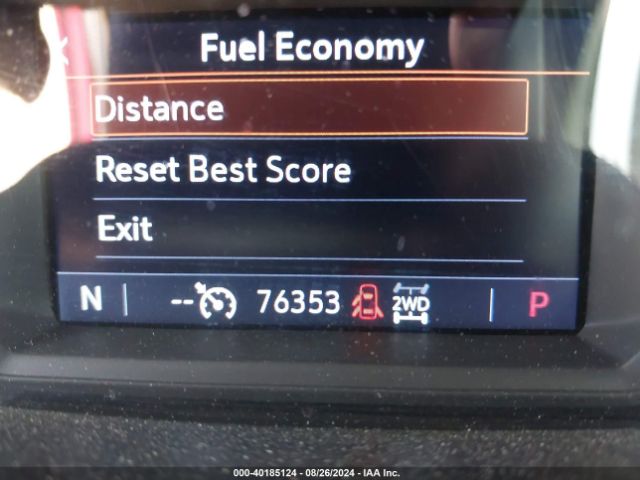 Fuel Economy
Distance
Reset Best Score
Exit
N -- 76353 2WD P
000-40185124 - 08/26/2024 - IAA Inc.